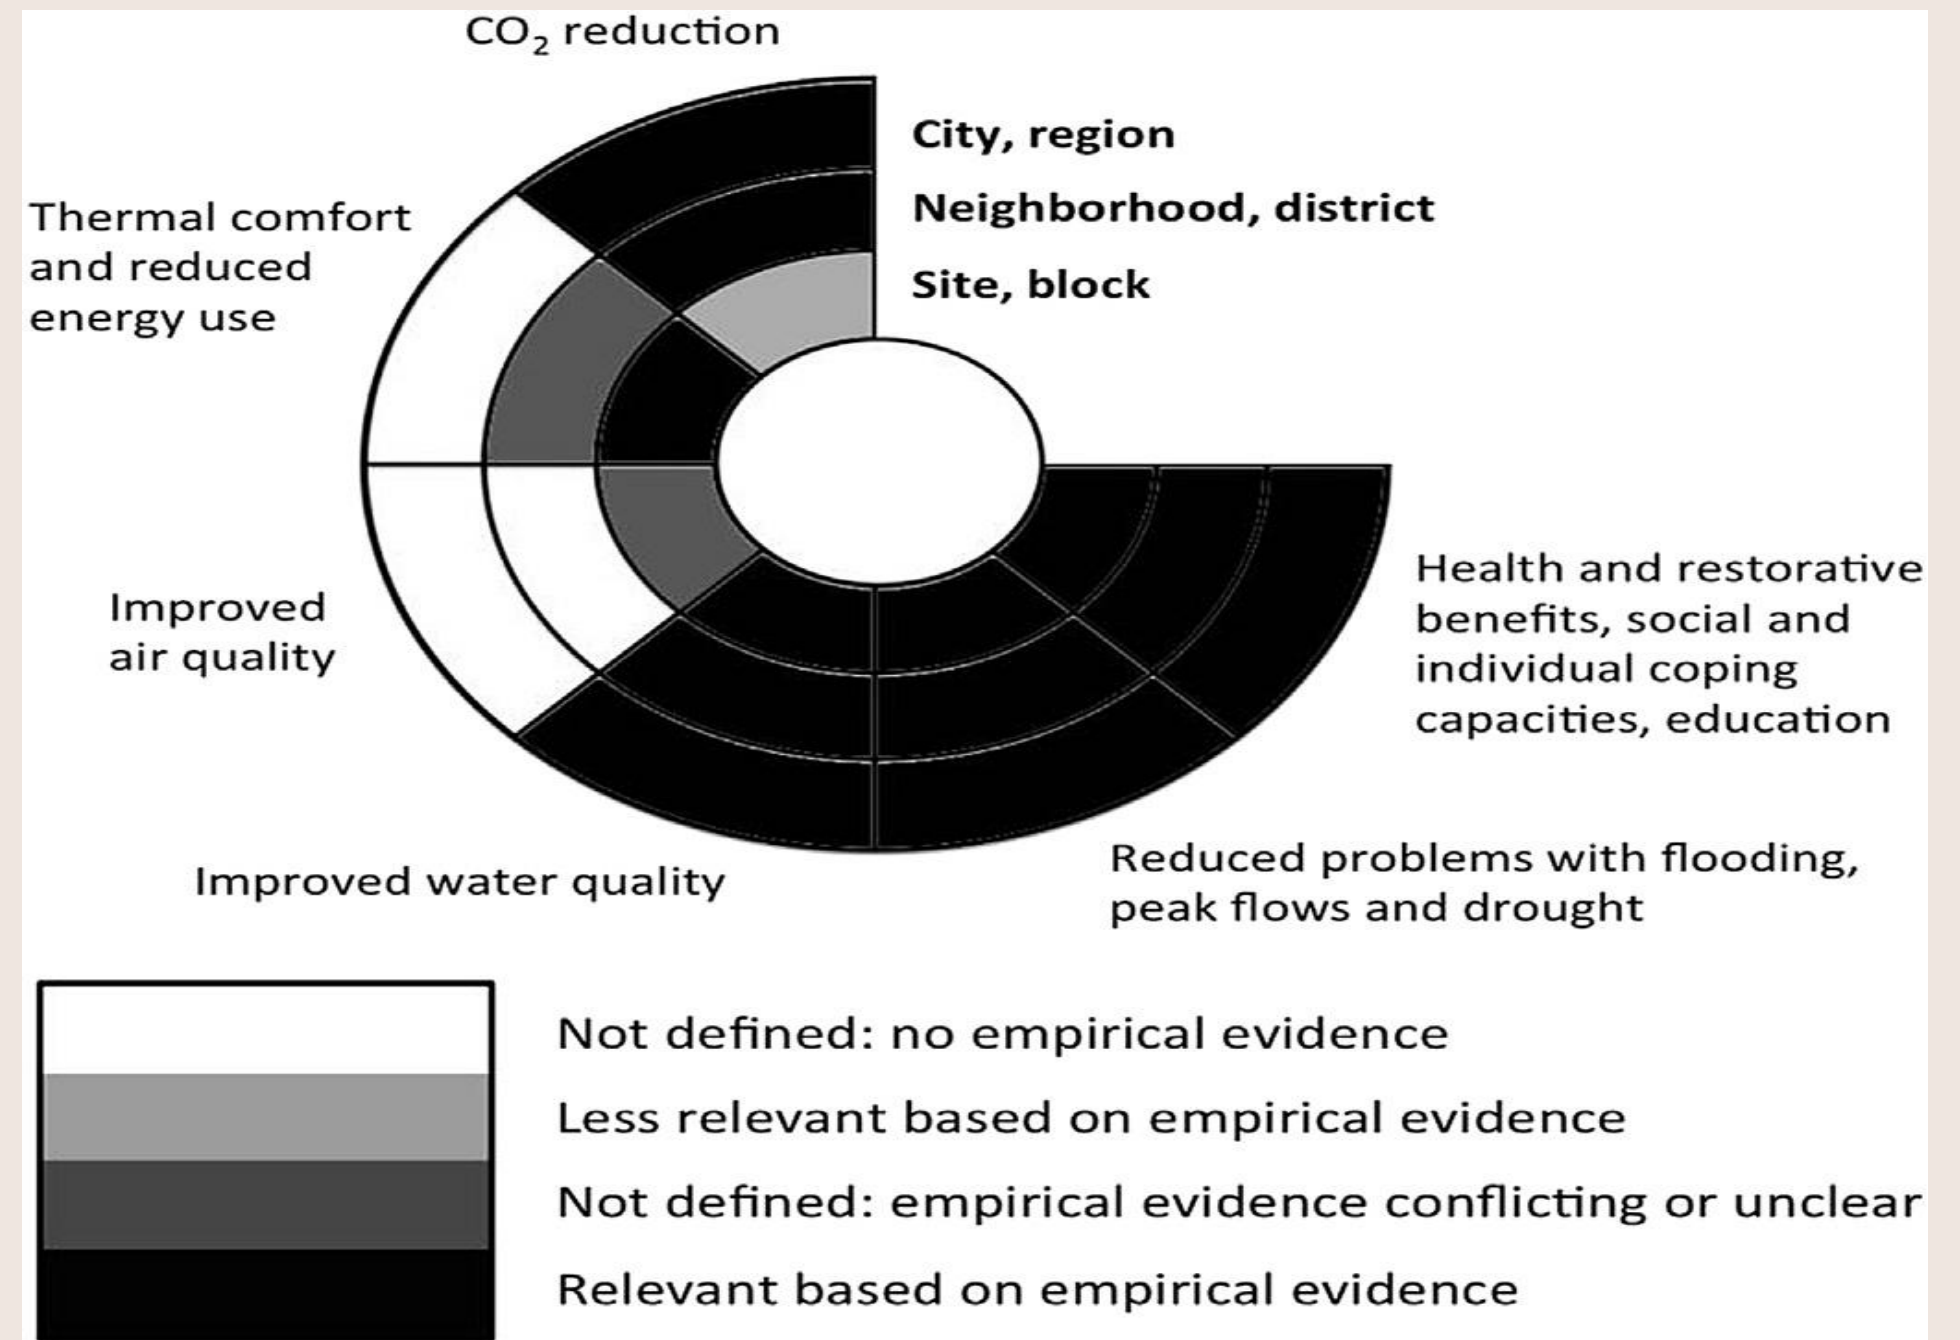 CO₂ reduction
City, region
Neighborhood, district
Site, block
Thermal comfort
and reduced
energy use
Improved
air quality
Health and restorative
benefits, social and
individual coping
capacities, education
Improved water quality
Reduced problems with flooding,
peak flows and drought
Not defined: no empirical evidence
Less relevant based on empirical evidence
Not defined: empirical evidence conflicting or unclear
Relevant based on empirical evidence